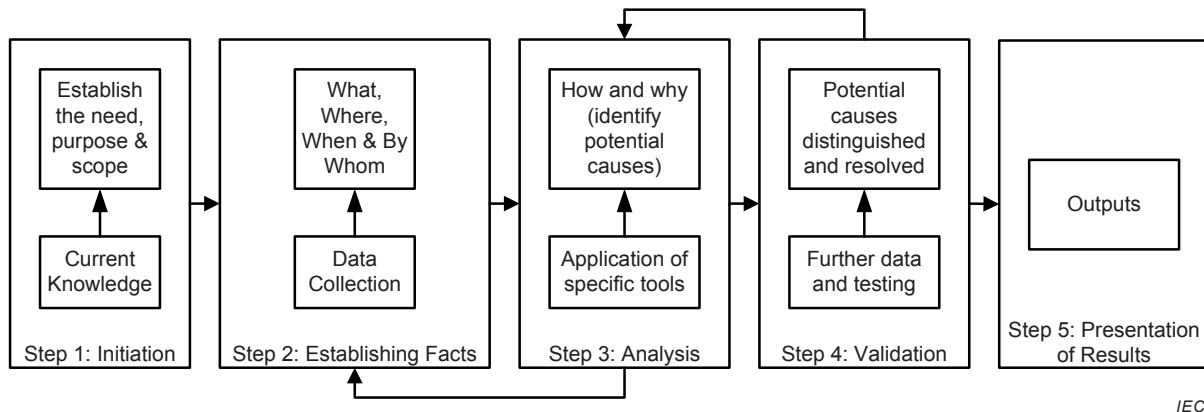 Establish
the need,
purpose &
scope
Current
Knowledge
Step 1: Initiation
What,
Where,
When & By
Whom
Data
Collection
Step 2: Establishing Facts
How and why
(identify
potential
causes)
Application of
specific tools
Step 3: Analysis
Potential
causes
distinguished
and resolved
Further data
and testing
Step 4: Validation
Outputs
Step 5: Presentation
of Results
IEC